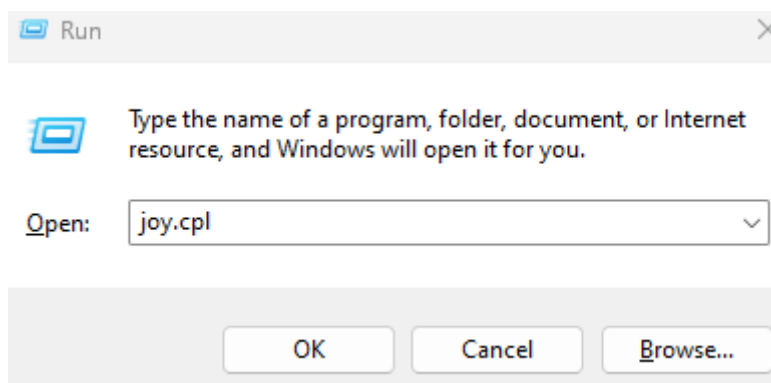 Run
Type the name of a program, folder, document, or Internet
resource, and Windows will open it for you.
Open: joy.cpl
OK Cancel Browse...